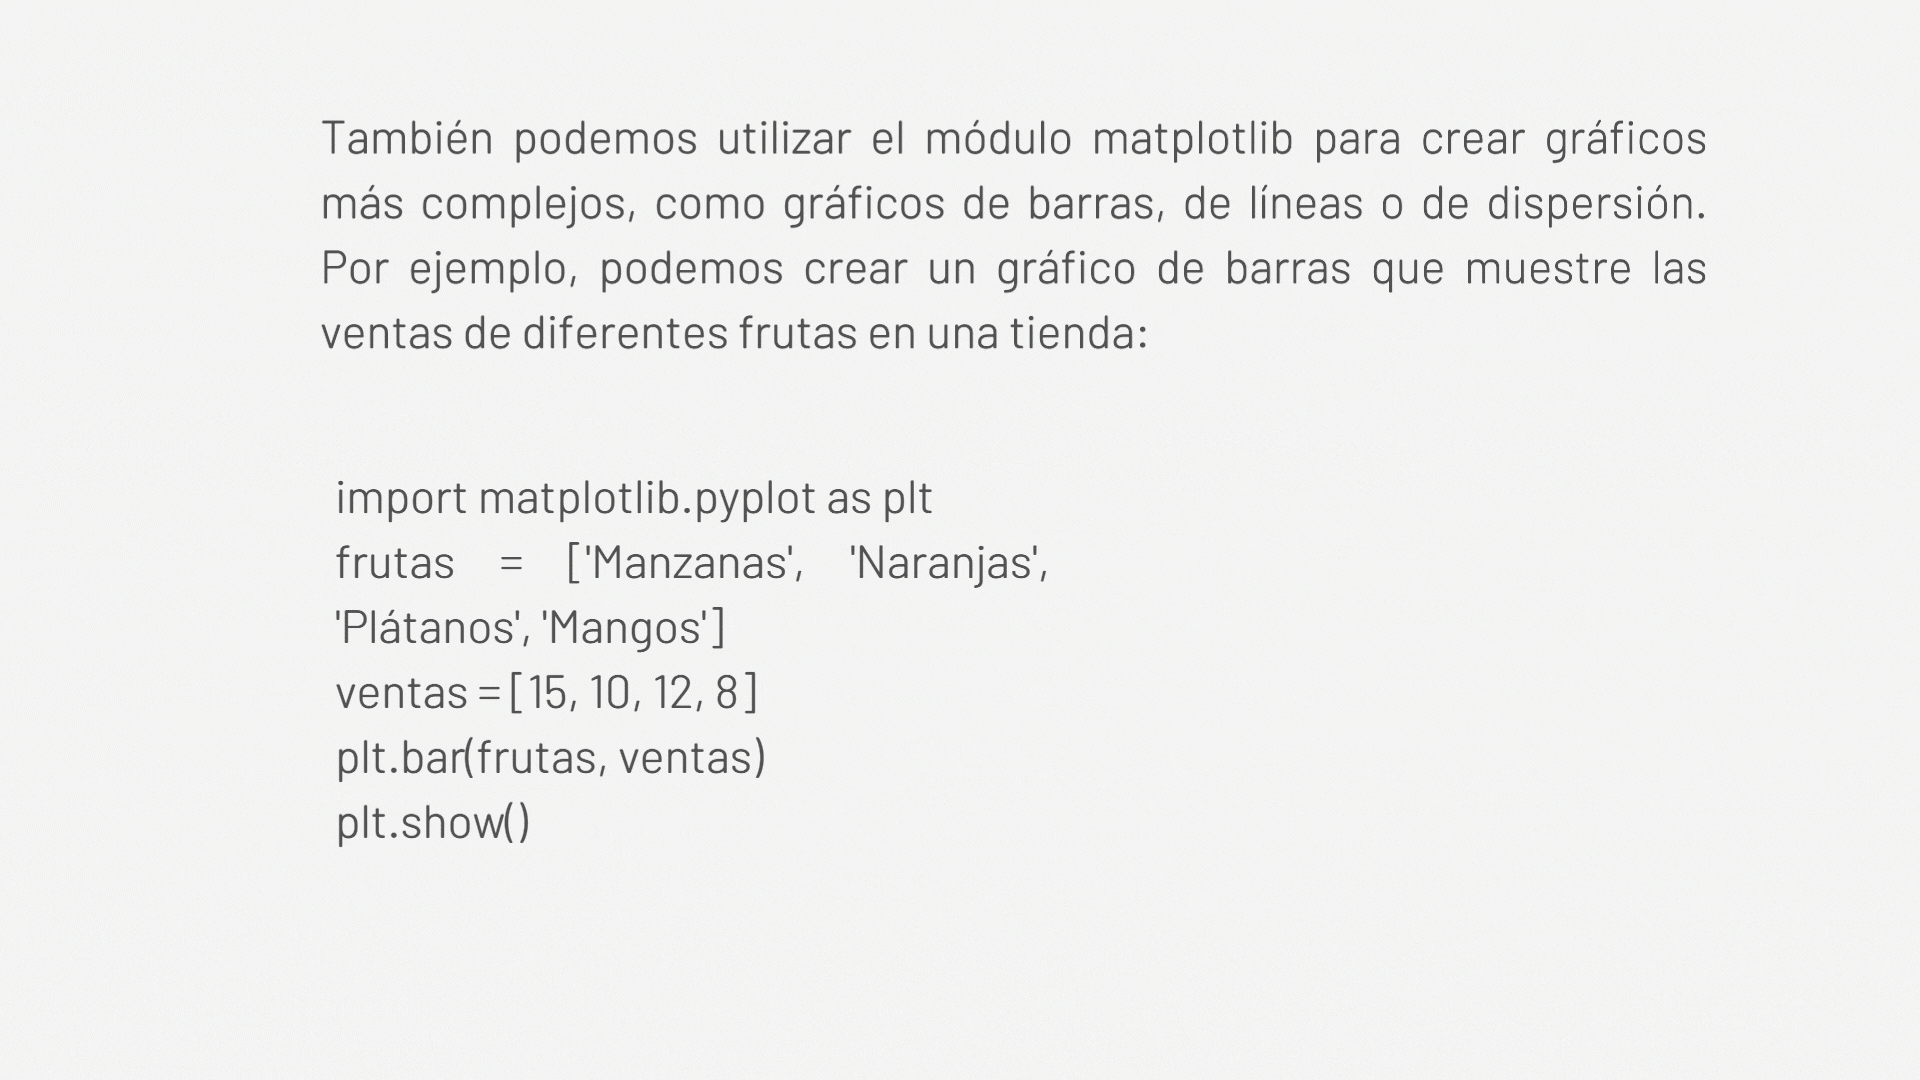 También podemos utilizar el módulo matplotlib para crear gráficos
más complejos, como gráficos de barras, de líneas o de dispersión.
Por ejemplo, podemos crear un gráfico de barras que muestre las
ventas de diferentes frutas en una tienda:
import matplotlib.pyplot as plt
frutas = ['Manzanas', 'Naranjas',
'Plátanos', 'Mangos']
ventas = [15, 10, 12, 8]
plt.bar(frutas, ventas)
plt.show()